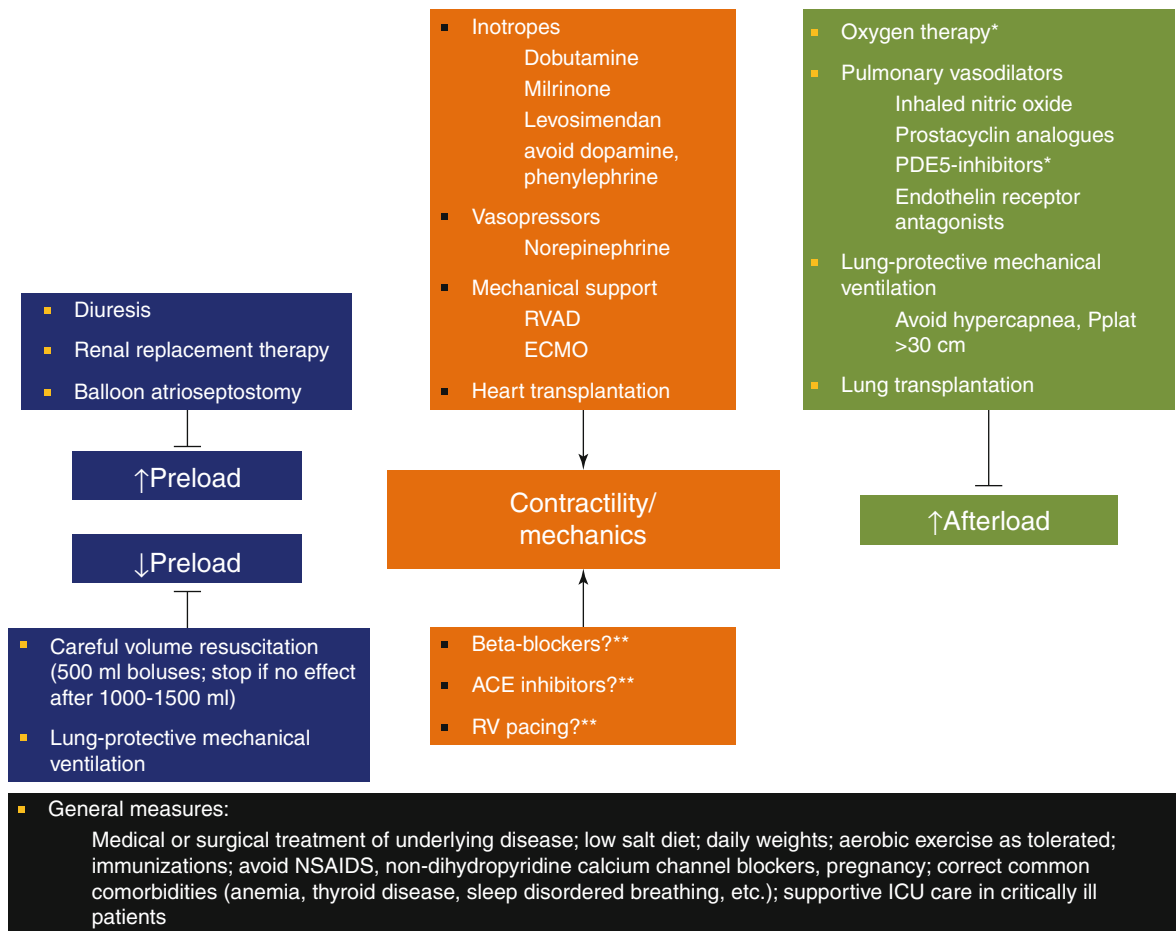 Diuresis
Renal replacement therapy
Balloon atrioseptostomy
↑Preload
↓Preload
Careful volume resuscitation
(500 ml boluses; stop if no effect
after 1000-1500 ml)
Lung-protective mechanical
ventilation
Inotropes
Dobutamine
Milrinone
Levosimendan
avoid dopamine,
phenylephrine
Vasopressors
Norepinephrine
Mechanical support
RVAD
ECMO
Heart transplantation
Contractility/
mechanics
Beta-blockers?**
ACE inhibitors?**
RV pacing?**
Oxygen therapy*
Pulmonary vasodilators
Inhaled nitric oxide
Prostacyclin analogues
PDE5-inhibitors*
Endothelin receptor
antagonists
Lung-protective mechanical
ventilation
Avoid hypercapnea, Pplat
>30 cm
Lung transplantation
↑Afterload
General measures:
Medical or surgical treatment of underlying disease; low salt diet; daily weights; aerobic exercise as tolerated;
immunizations; avoid NSAIDS, non-dihydropyridine calcium channel blockers, pregnancy; correct common
comorbidities (anemia, thyroid disease, sleep disordered breathing, etc.); supportive ICU care in critically ill
patients